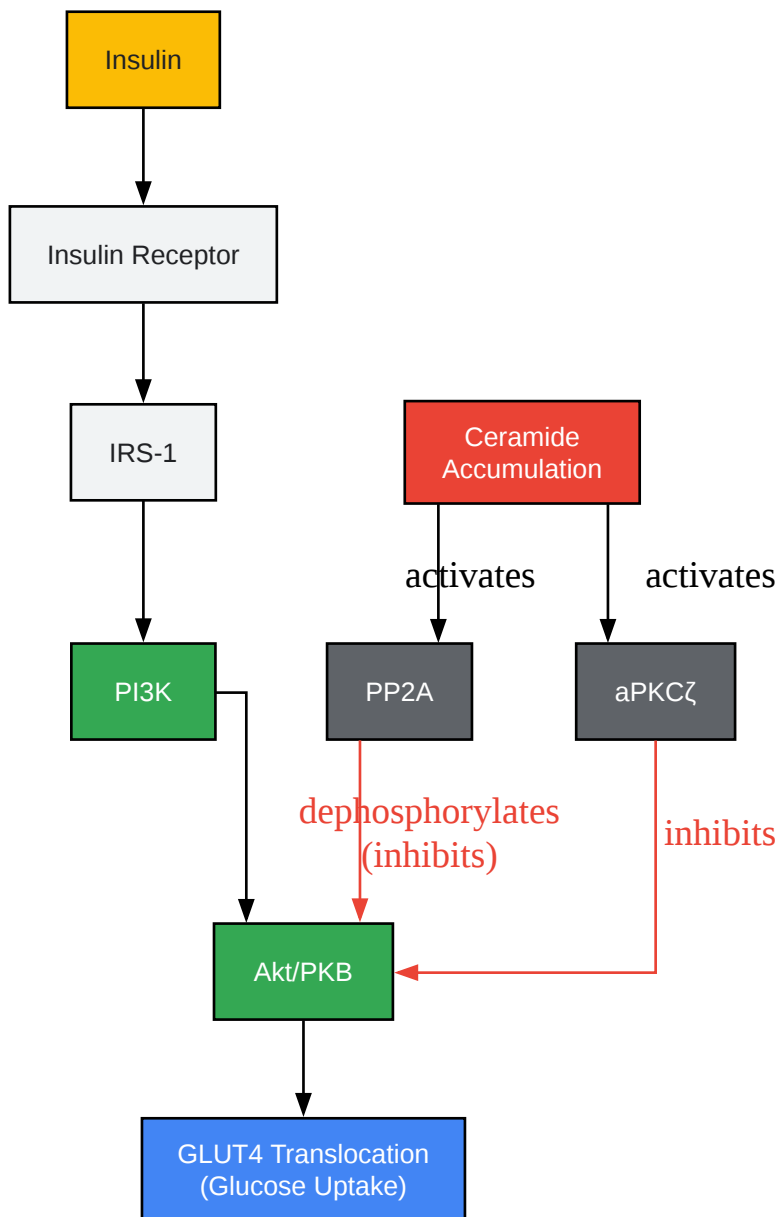 Insulin
Insulin Receptor
IRS-1
Ceramide
Accumulation
activates
activates
PI3K
PP2A
aPKCζ
dephosphorylates
(inhibits)
inhibits
Akt/PKB
GLUT4 Translocation
(Glucose Uptake)